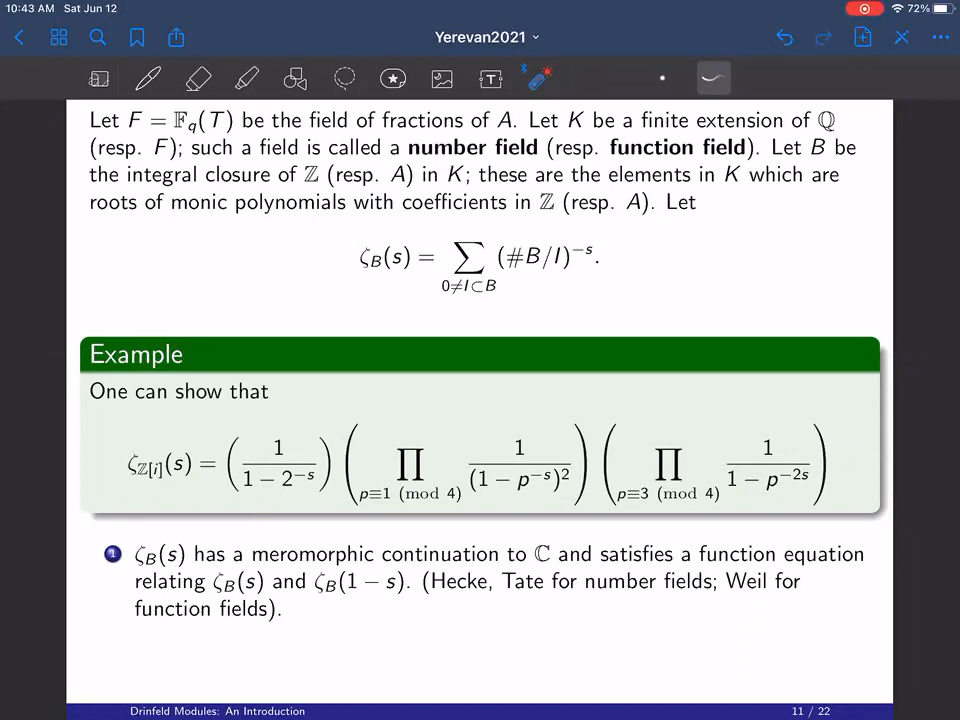 10:43 AM Sat Jun 12
72%
Yerevan2021
Let F = 𝔽_q(T) be the field of fractions of A. Let K be a finite extension of ℚ
(resp. F); such a field is called a number field (resp. function field). Let B be
the integral closure of ℤ (resp. A) in K; these are the elements in K which are
roots of monic polynomials with coefficients in ℤ (resp. A). Let
ζ_B(s) = ∑_{0≠I⊂B} (#B/I)^{−s}.
Example
One can show that
ζ_{ℤ[i]}(s) = (1/(1 − 2^{−s})) (∏_{p≡1 (mod 4)} 1/(1 − p^{−s})^2) (∏_{p≡3 (mod 4)} 1/(1 − p^{−2s}))
1 ζ_B(s) has a meromorphic continuation to ℂ and satisfies a function equation
relating ζ_B(s) and ζ_B(1 − s). (Hecke, Tate for number fields; Weil for
function fields).
Drinfeld Modules: An Introduction
11 / 22